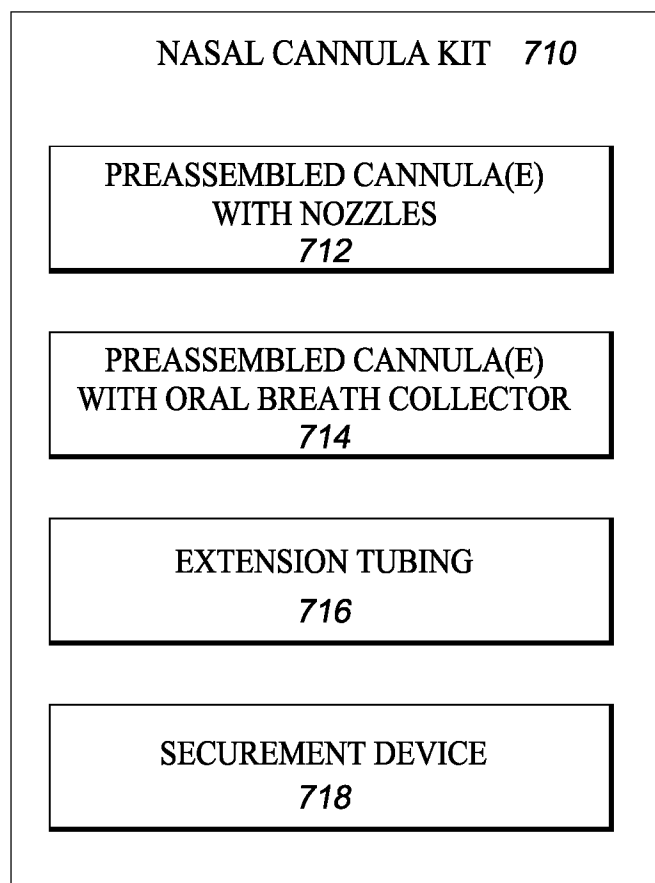 NASAL CANNULA KIT 710
PREASSEMBLED CANNULA(E)
WITH NOZZLES
712
PREASSEMBLED CANNULA(E)
WITH ORAL BREATH COLLECTOR
714
EXTENSION TUBING
716
SECUREMENT DEVICE
718